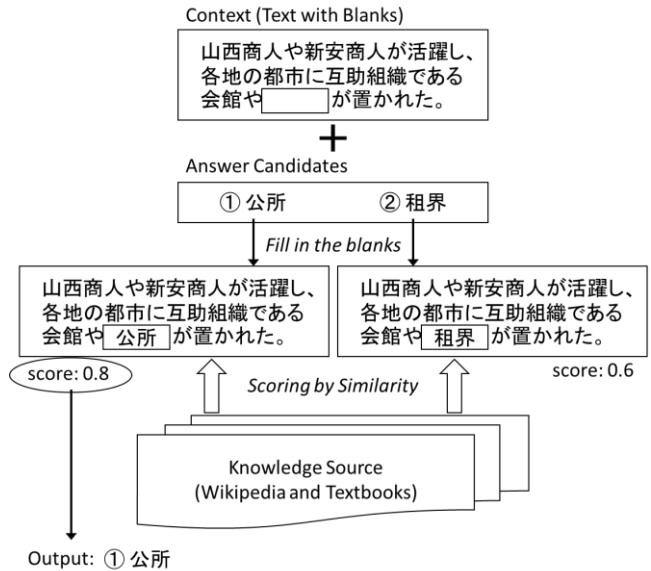 Context (Text with Blanks)
山西商人や新安商人が活躍し、
各地の都市に互助組織である
会館や が置かれた。
+
Answer Candidates
① 公所 ② 租界
Fill in the blanks
山西商人や新安商人が活躍し、
各地の都市に互助組織である
会館や 公所 が置かれた。
山西商人や新安商人が活躍し、
各地の都市に互助組織である
会館や 租界 が置かれた。
score: 0.8
Scoring by Similarity
score: 0.6
Knowledge Source
(Wikipedia and Textbooks)
Output: ① 公所